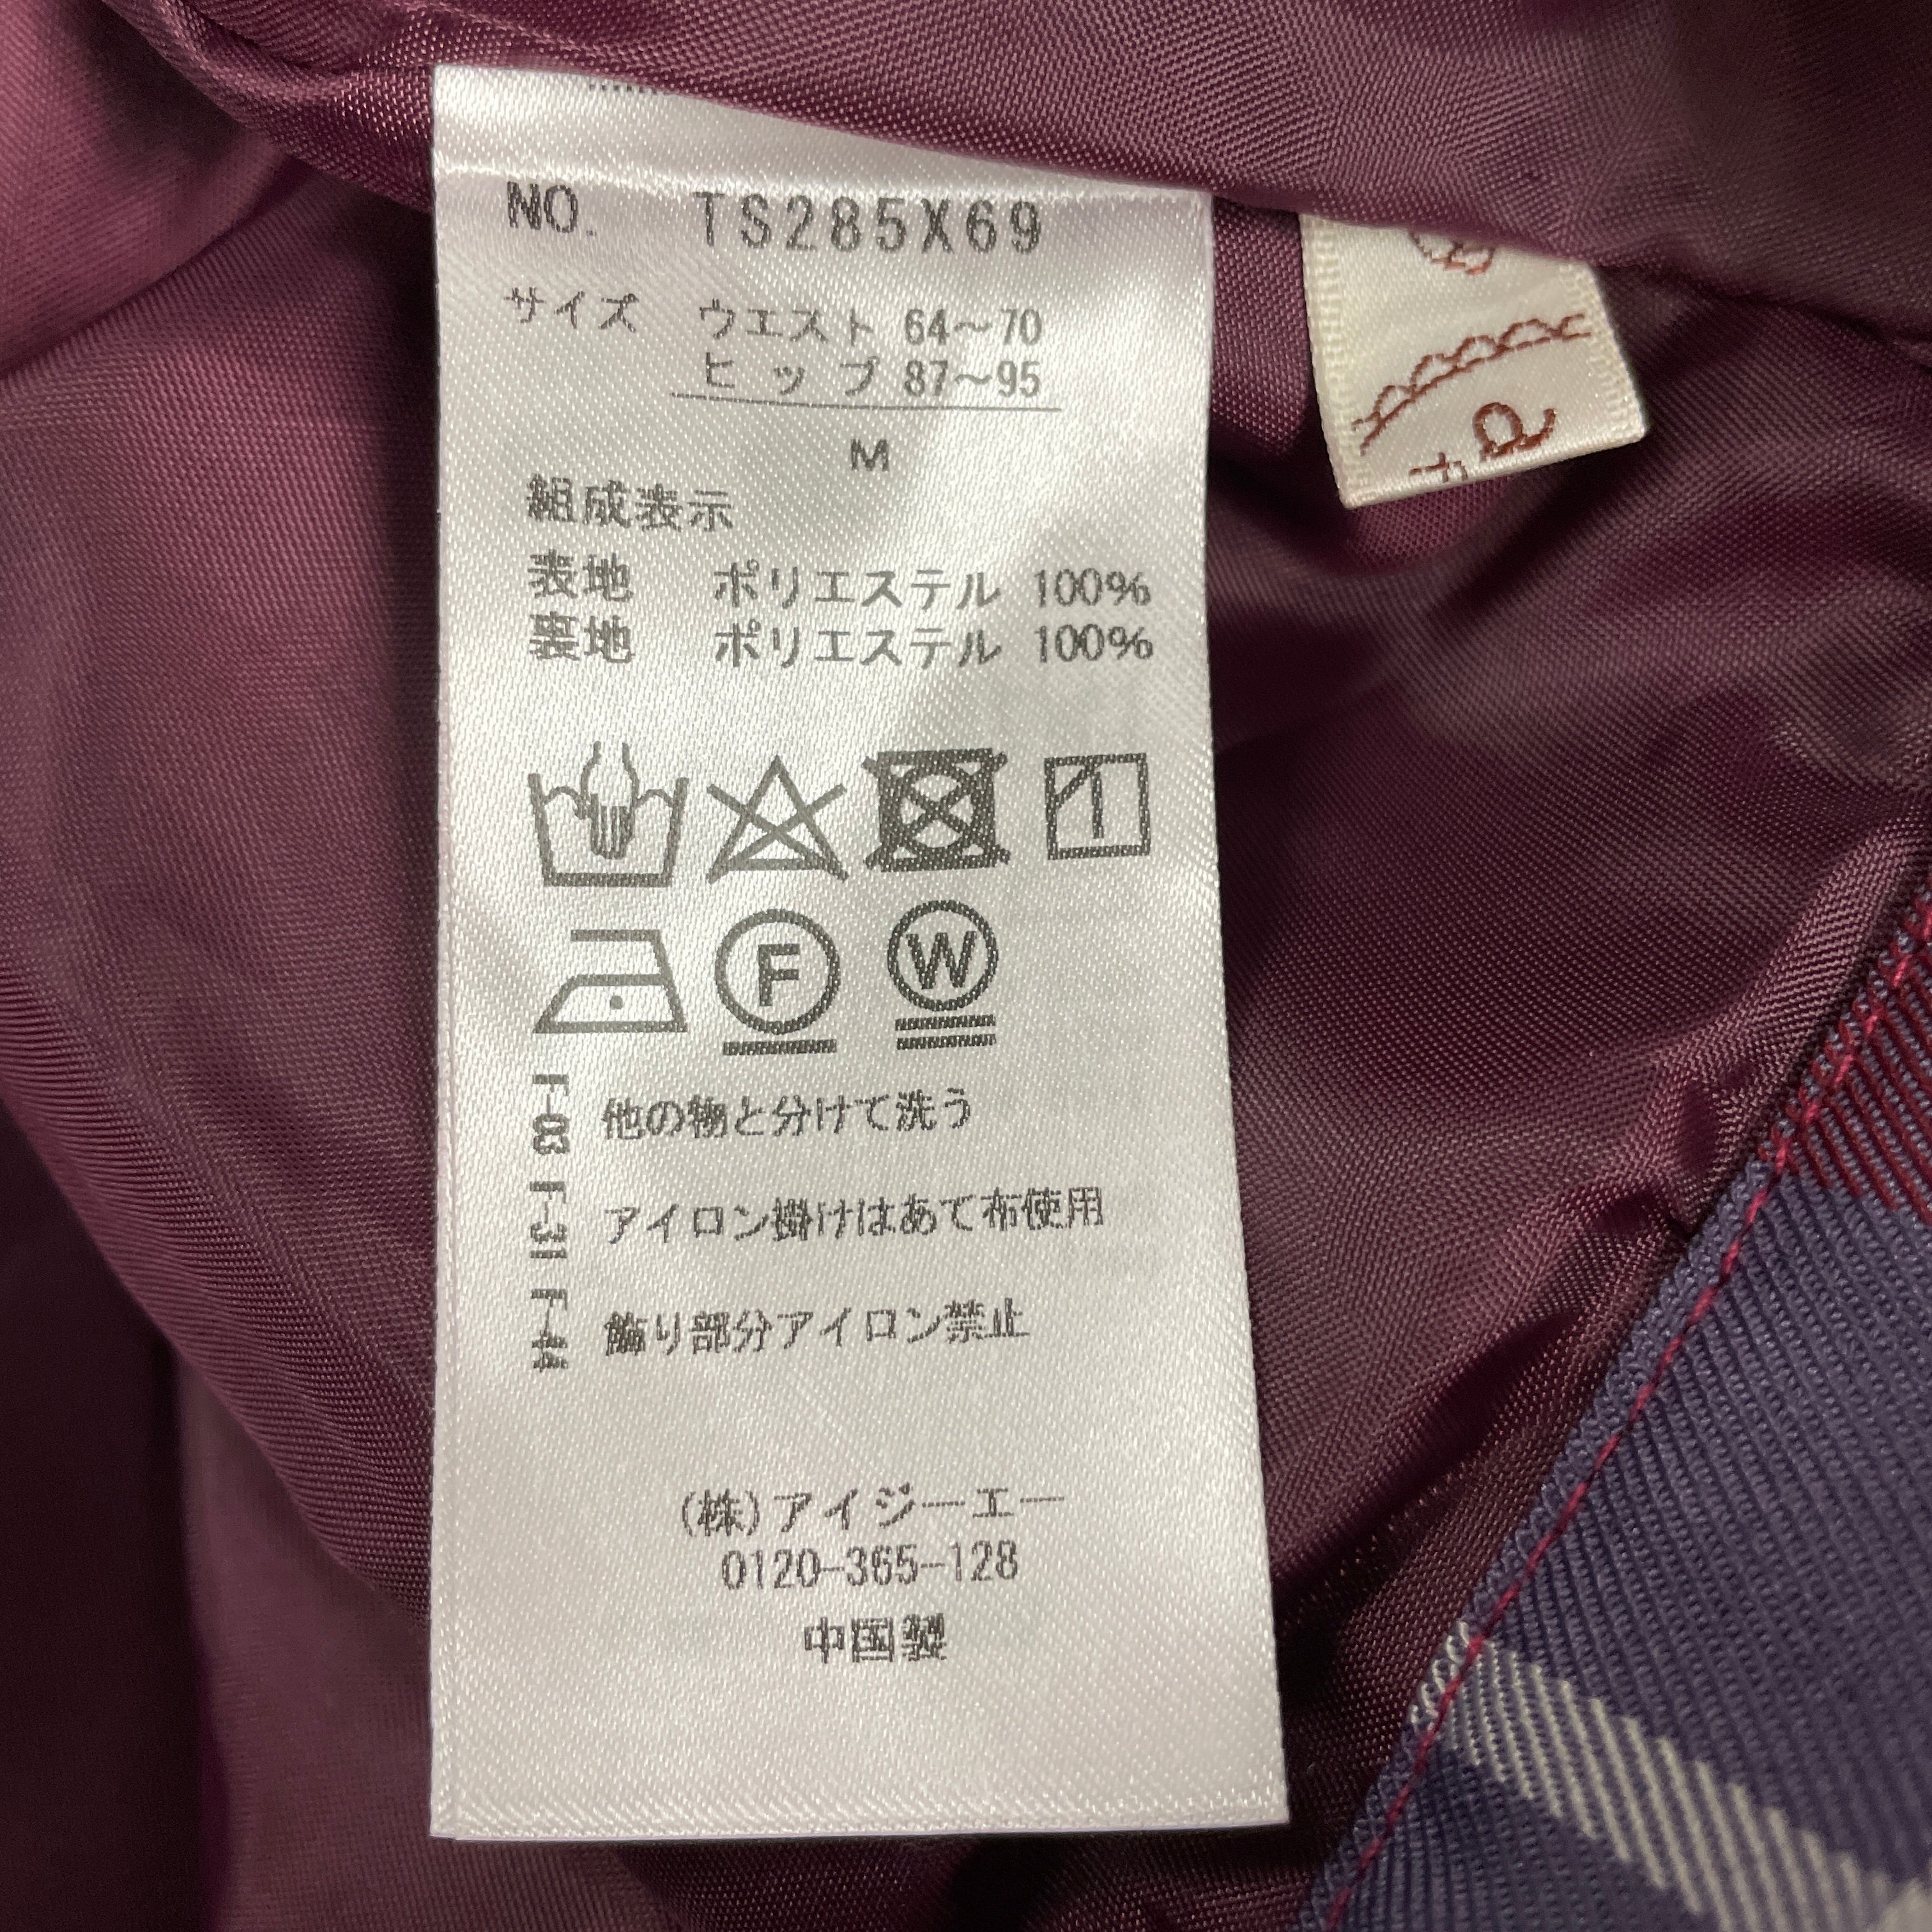 NO. TS285X69
サイズ ウエスト 64～70
ヒップ 87～95
M
組成表示
表地 ポリエステル 100%
裏地 ポリエステル 100%
F
W
F-03 F-31 F-44
他の物と分けて洗う
アイロン掛けはあて布使用
飾り部分アイロン禁止
(株)アイジーエー
0120-365-128
中国製